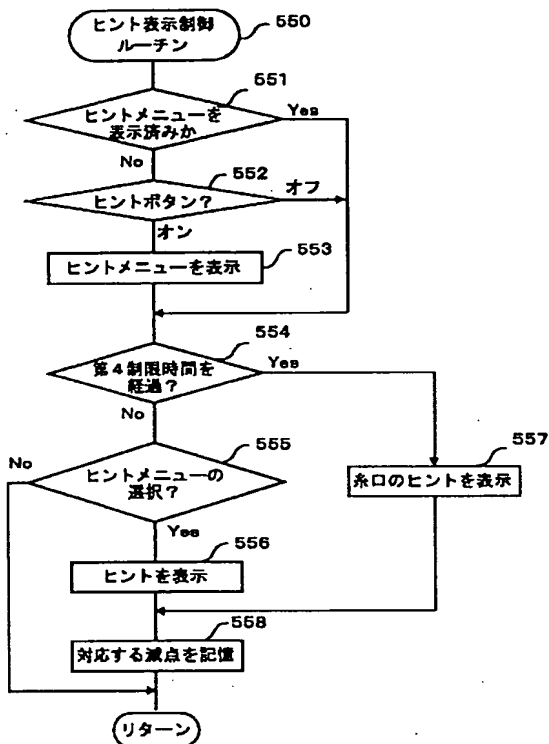 ヒント表示制御
ルーチン
550
551
ヒントメニューを
表示済みか
Yes
No
552
ヒントボタン?
オフ
オン
553
ヒントメニューを表示
554
第4制限時間を
経過?
Yes
No
555
ヒントメニューの
選択?
No
Yes
557
糸口のヒントを表示
556
ヒントを表示
558
対応する減点を記憶
リターン